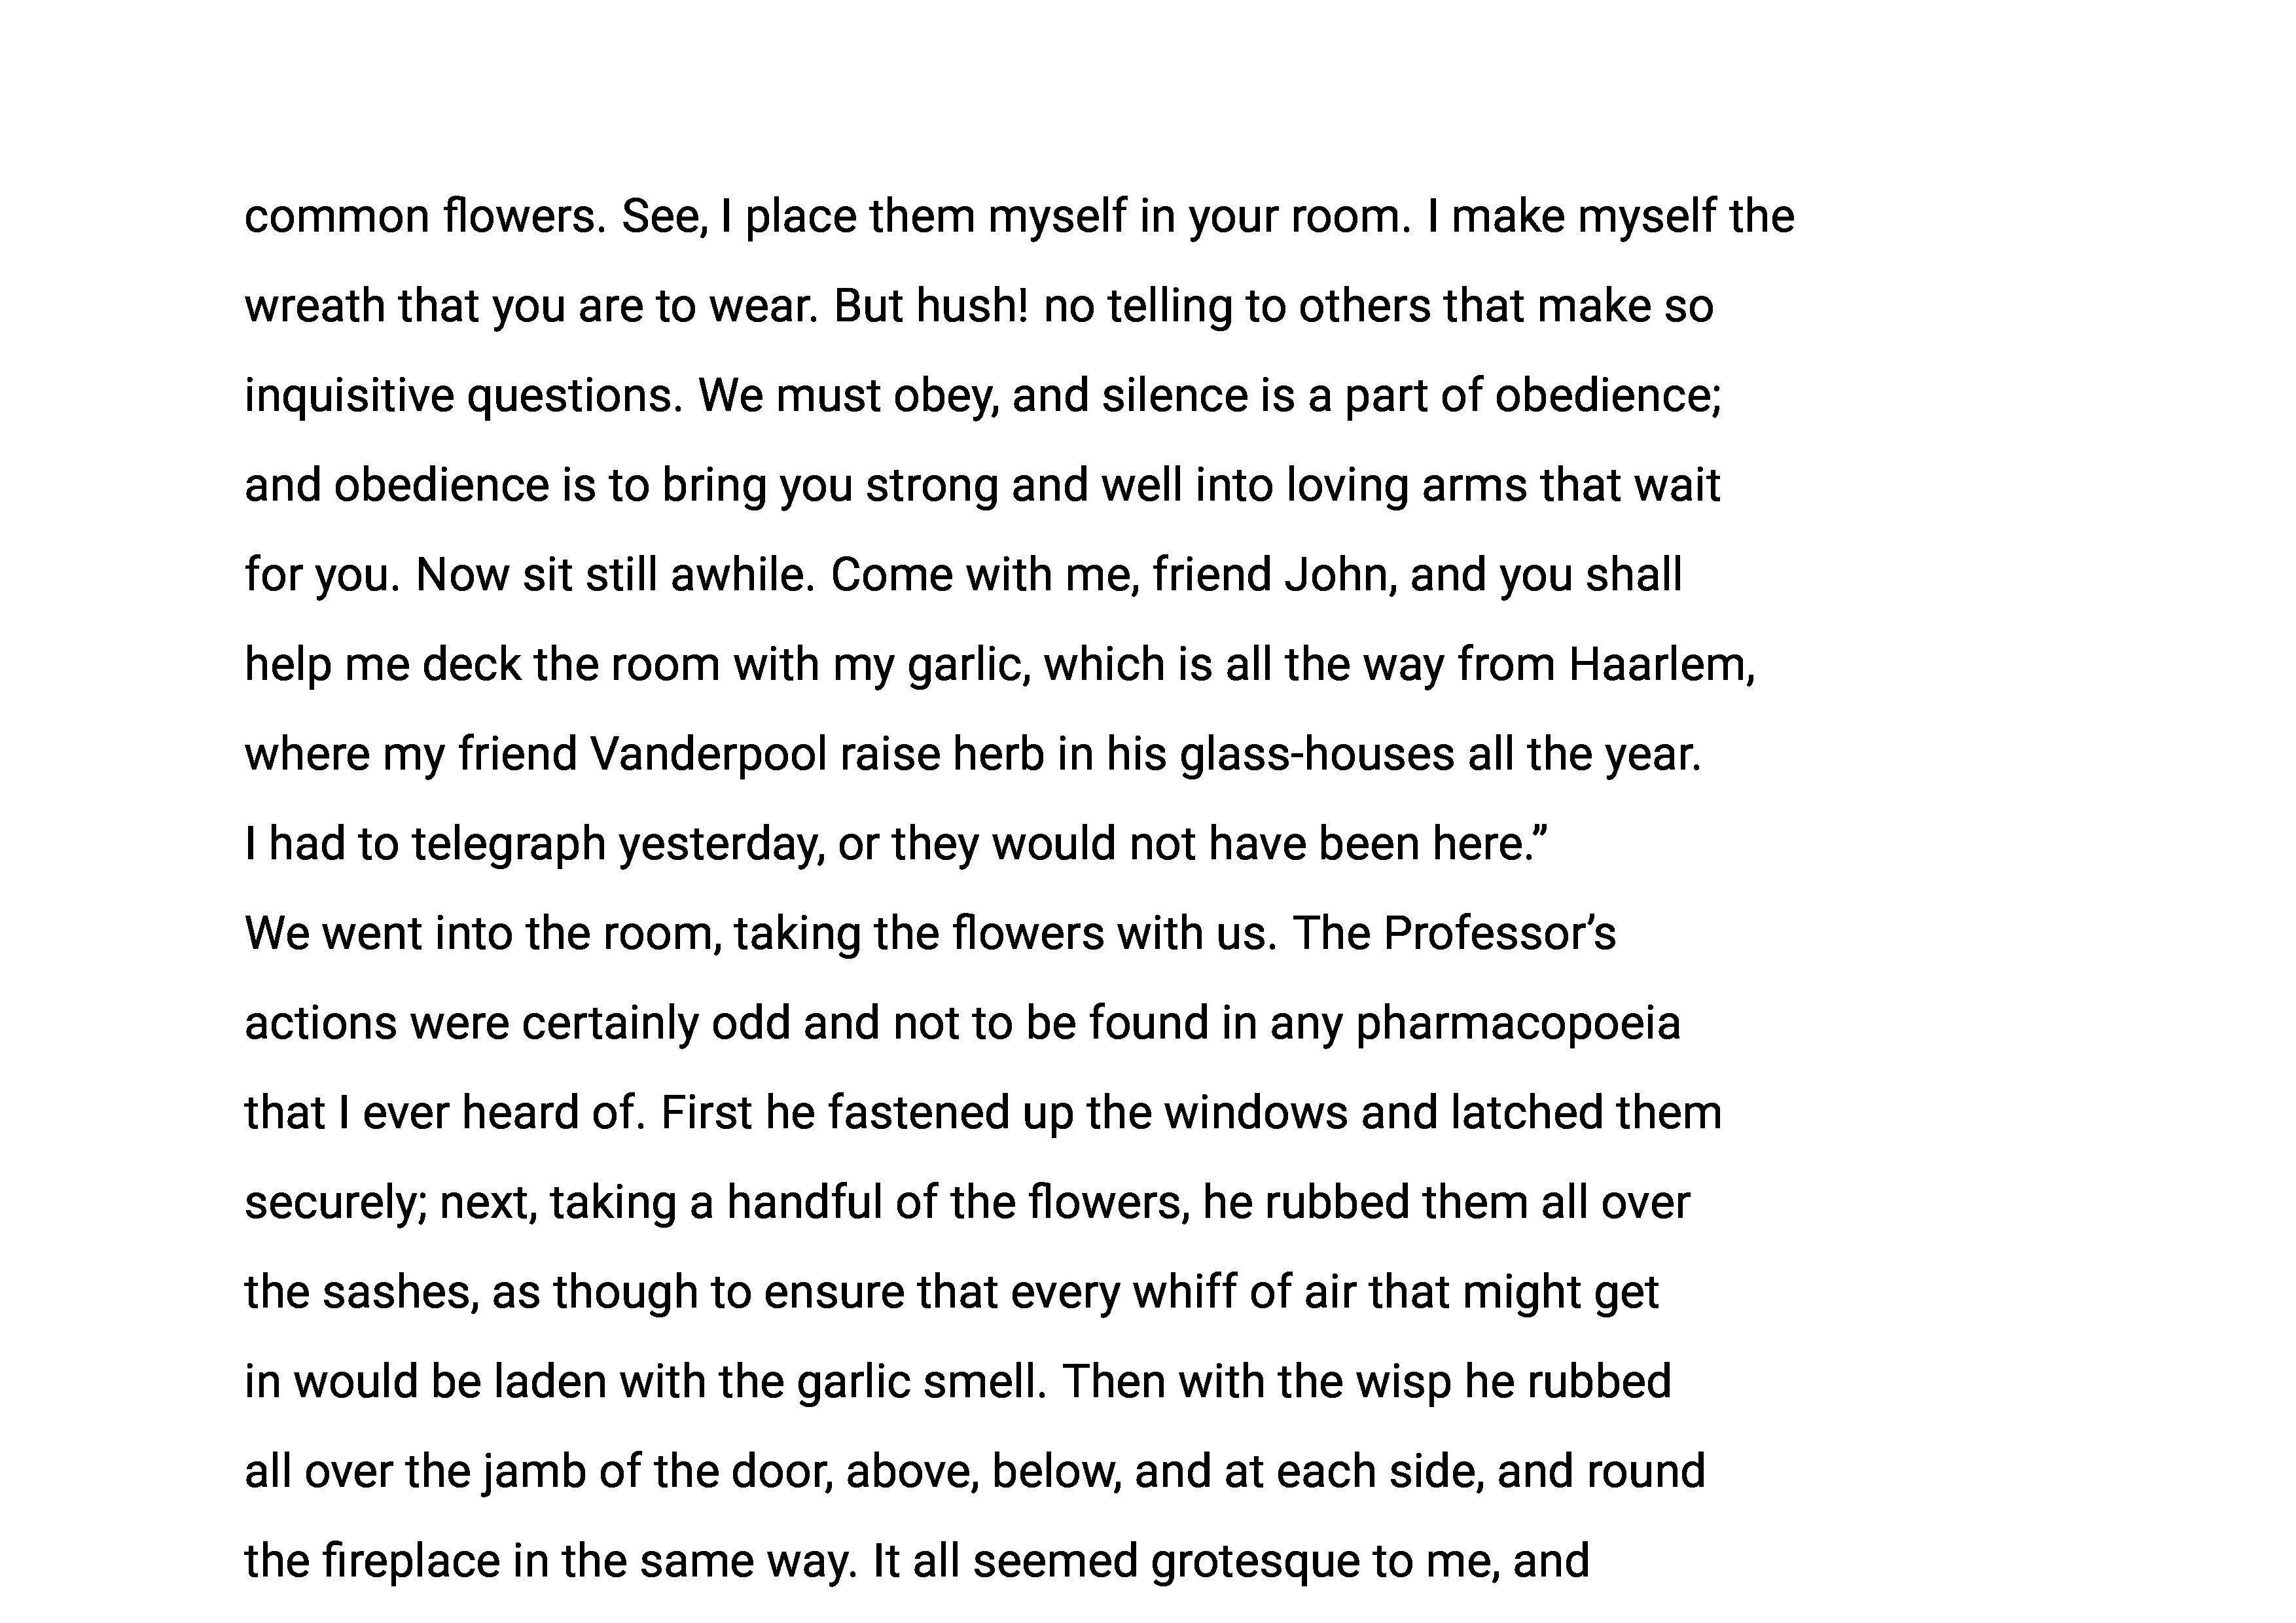 common flowers. See, I place them myself in your room. I make myself the
wreath that you are to wear. But hush! no telling to others that make so
inquisitive questions. We must obey, and silence is a part of obedience;
and obedience is to bring you strong and well into loving arms that wait
for you. Now sit still awhile. Come with me, friend John, and you shall
help me deck the room with my garlic, which is all the way from Haarlem,
where my friend Vanderpool raise herb in his glass-houses all the year.
I had to telegraph yesterday, or they would not have been here.”
We went into the room, taking the flowers with us. The Professor’s
actions were certainly odd and not to be found in any pharmacopoeia
that I ever heard of. First he fastened up the windows and latched them
securely; next, taking a handful of the flowers, he rubbed them all over
the sashes, as though to ensure that every whiff of air that might get
in would be laden with the garlic smell. Then with the wisp he rubbed
all over the jamb of the door, above, below, and at each side, and round
the fireplace in the same way. It all seemed grotesque to me, and